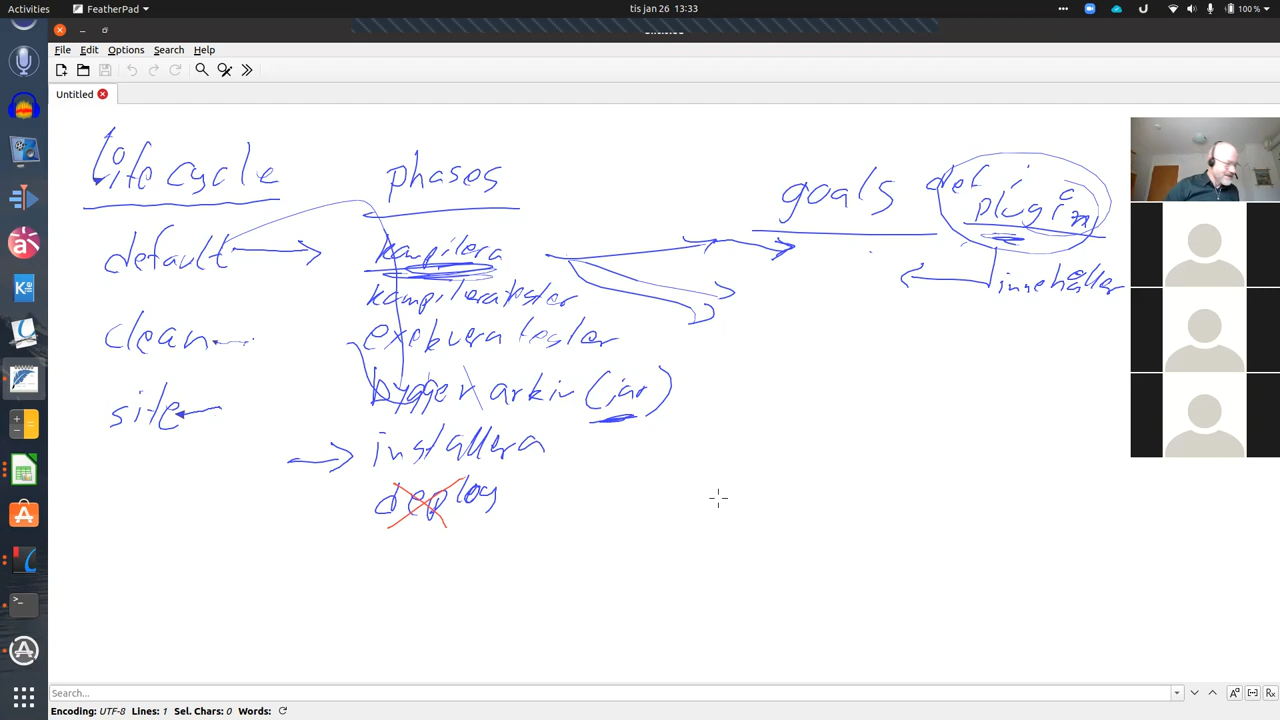 Activities FeatherPad tis jan 26 13:33 100 %
File Edit Options Search Help
Untitled
Life cycle phases goals def i plugin
default kompilera innehåller
kompilera tester
clean exekvera tester
site bygger arkiv (jar)
installera
deploy
Search...
Encoding: UTF-8 Lines: 1 Sel. Chars: 0 Words: